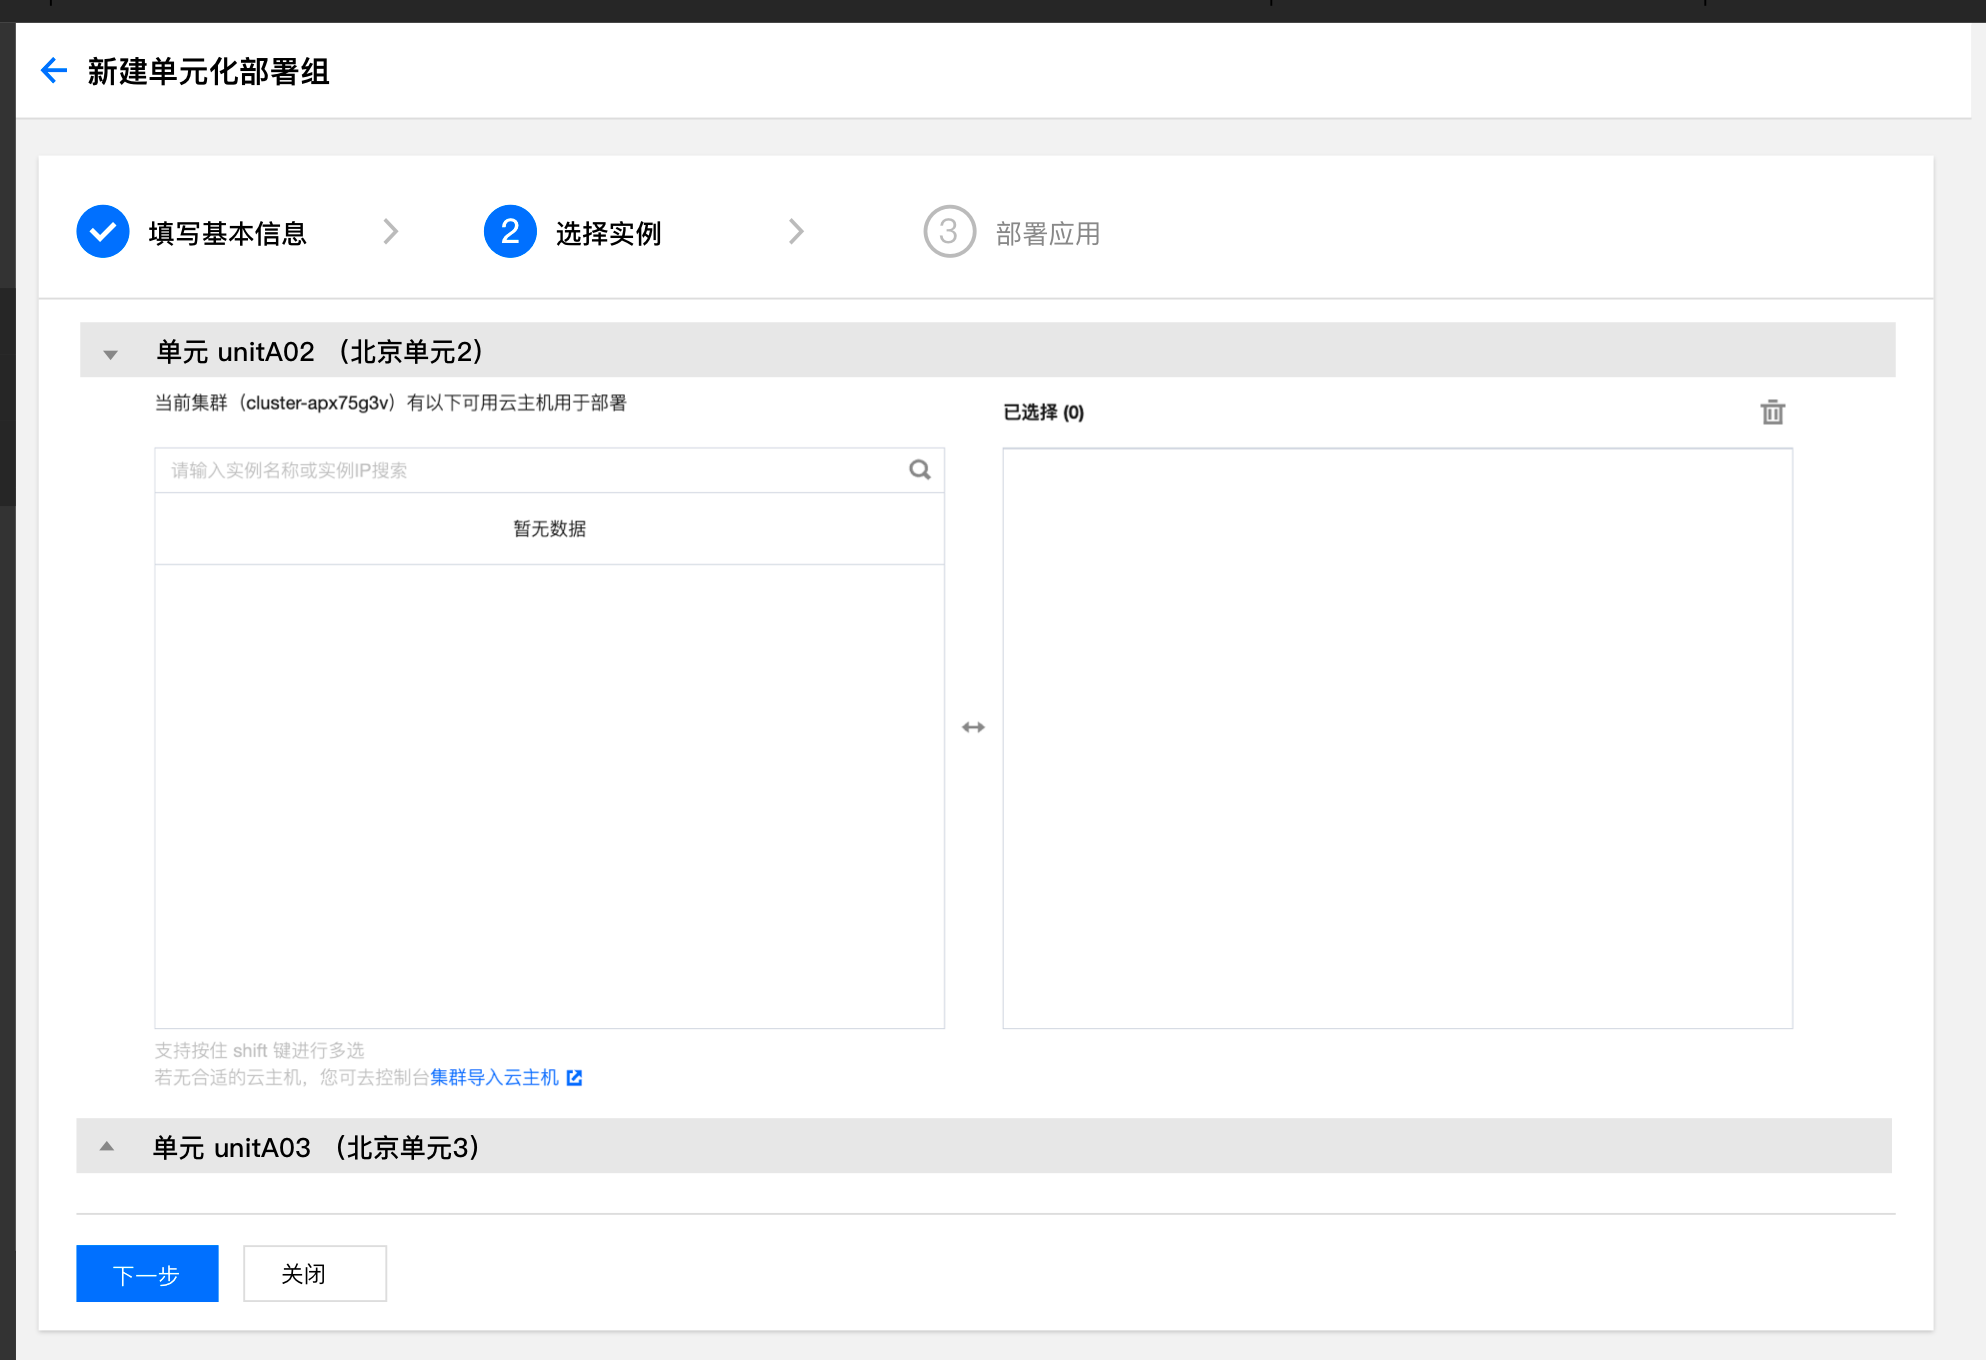 新建单元化部署组
填写基本信息
2 选择实例
3 部署应用
单元 unitA02 （北京单元2）
当前集群（cluster-apx75g3v）有以下可用云主机用于部署
已选择 (0)
请输入实例名称或实例IP搜索
暂无数据
支持按住 shift 键进行多选
若无合适的云主机，您可去控制台集群导入云主机
单元 unitA03 （北京单元3）
下一步
关闭